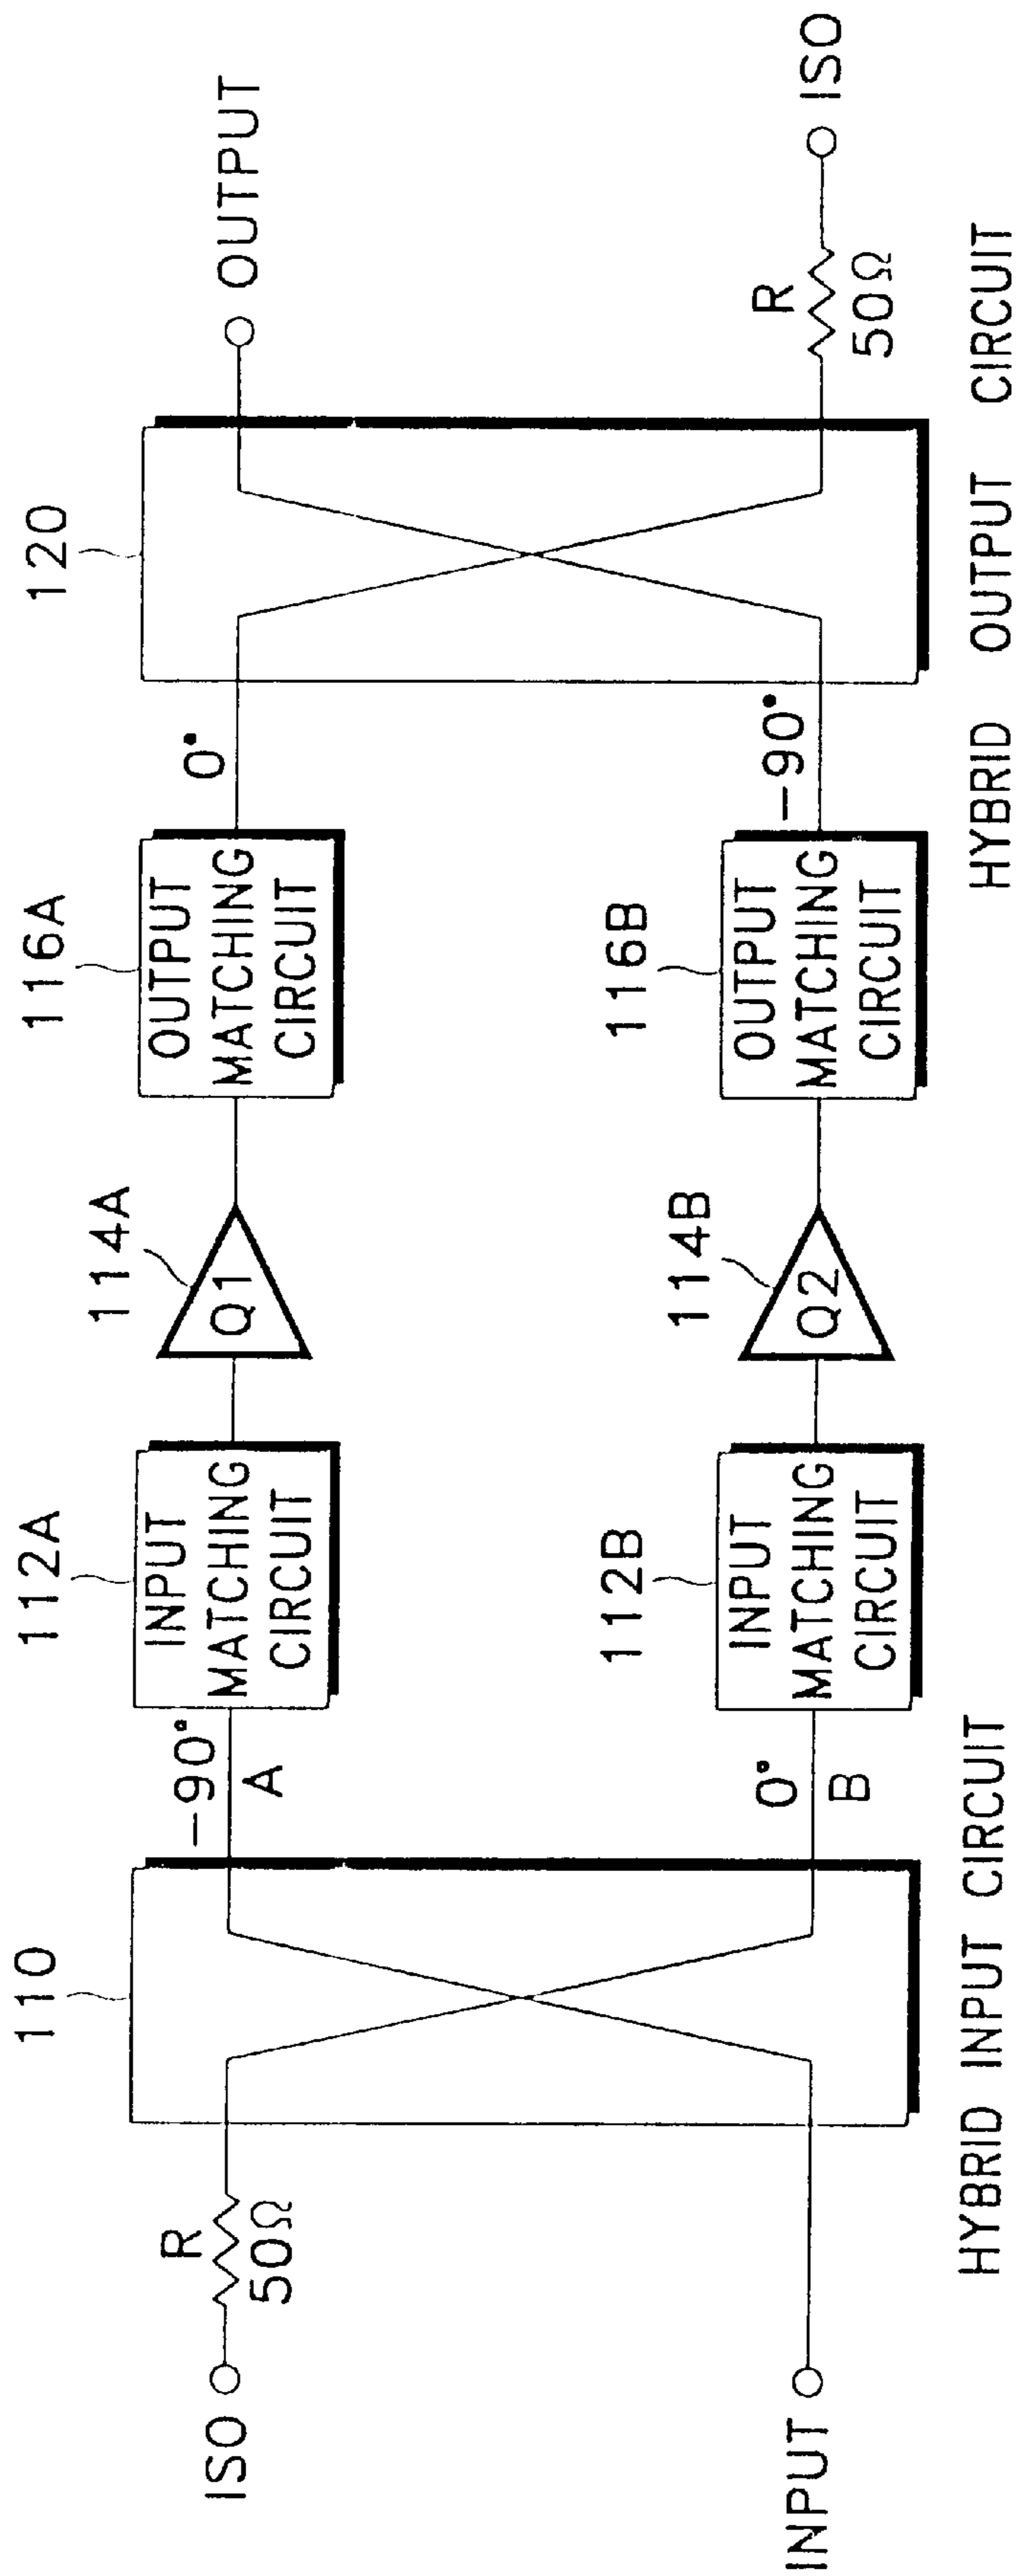 110
112A
114A
116A
120
ISO
R
50Ω
−90°
A
INPUT
MATCHING
CIRCUIT
Q1
OUTPUT
MATCHING
CIRCUIT
0°
OUTPUT
112B
114B
116B
INPUT
0°
B
INPUT
MATCHING
CIRCUIT
Q2
OUTPUT
MATCHING
CIRCUIT
−90°
R
50Ω
ISO
HYBRID INPUT CIRCUIT
HYBRID OUTPUT CIRCUIT